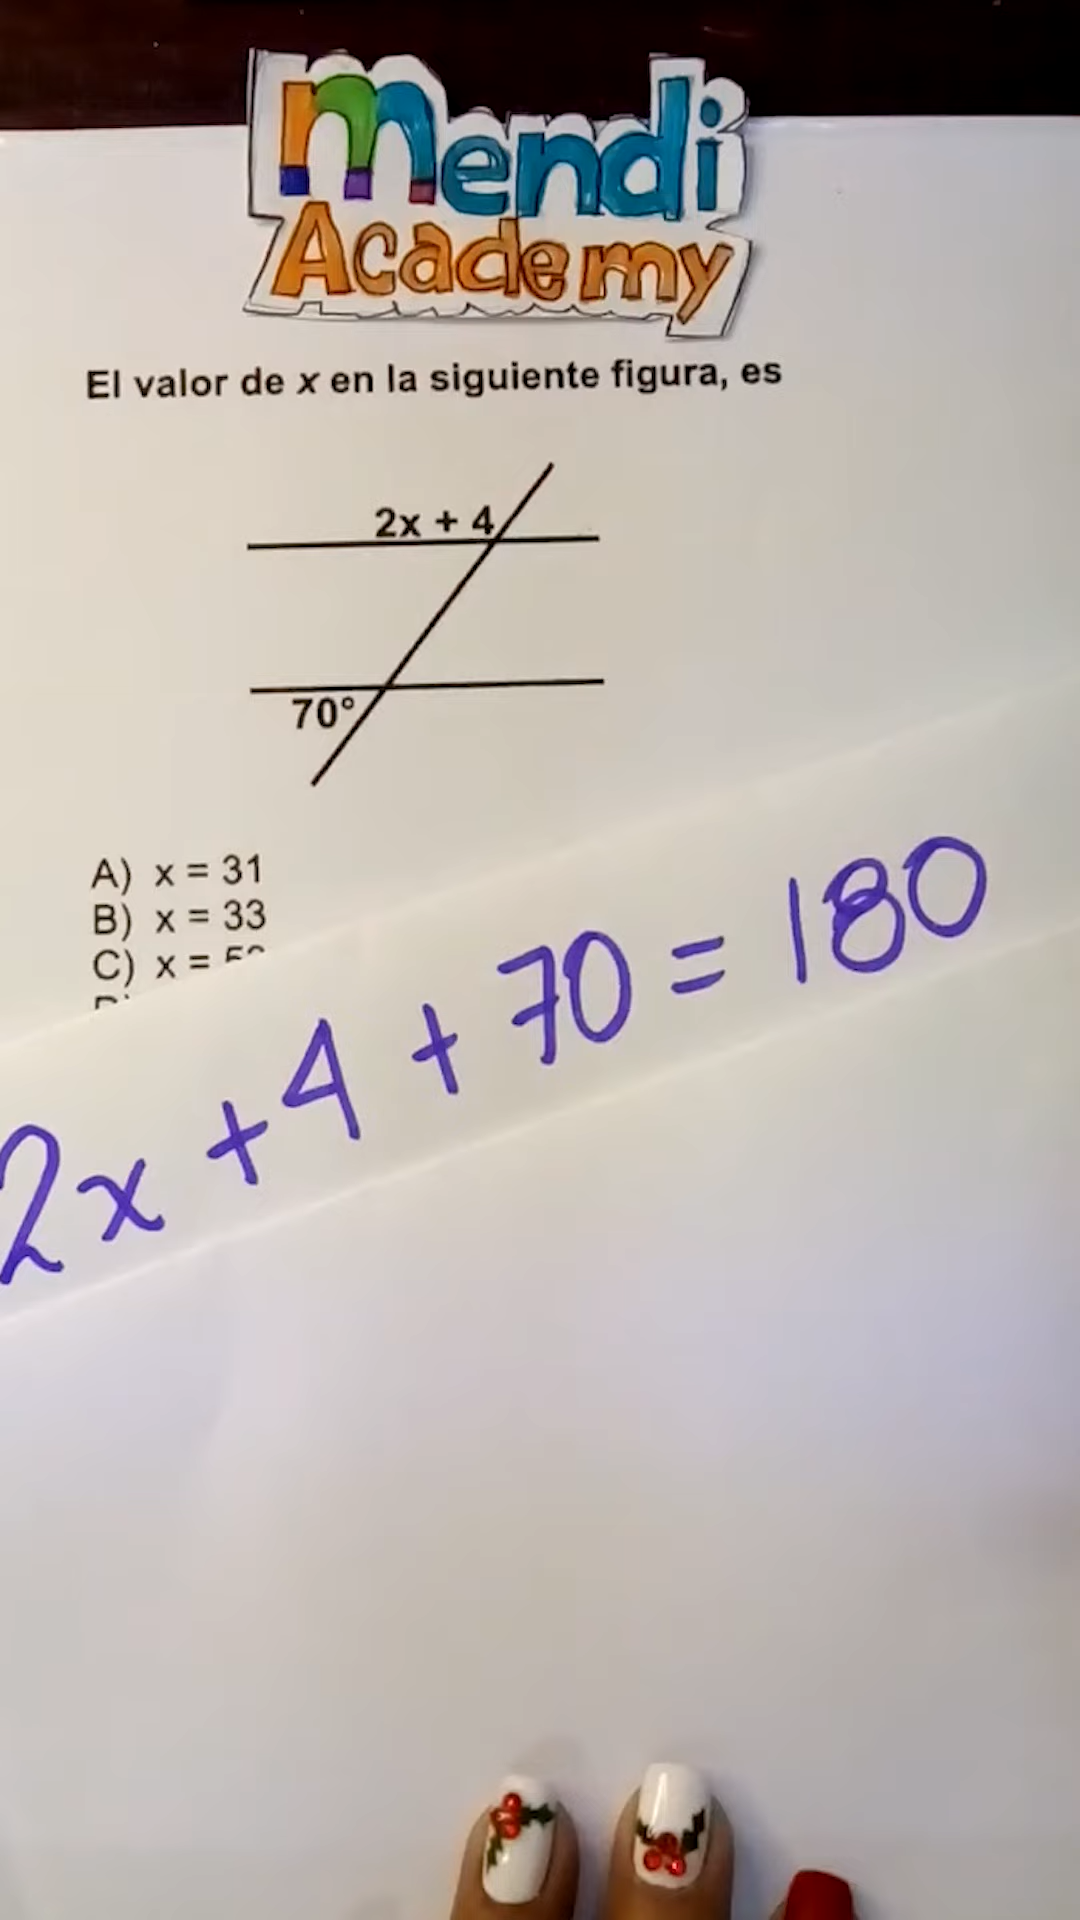 Mendi
Academy
El valor de x en la siguiente figura, es
2x + 4
70°
A) x = 31
B) x = 33
C) x =
2x + 4 + 70 = 180